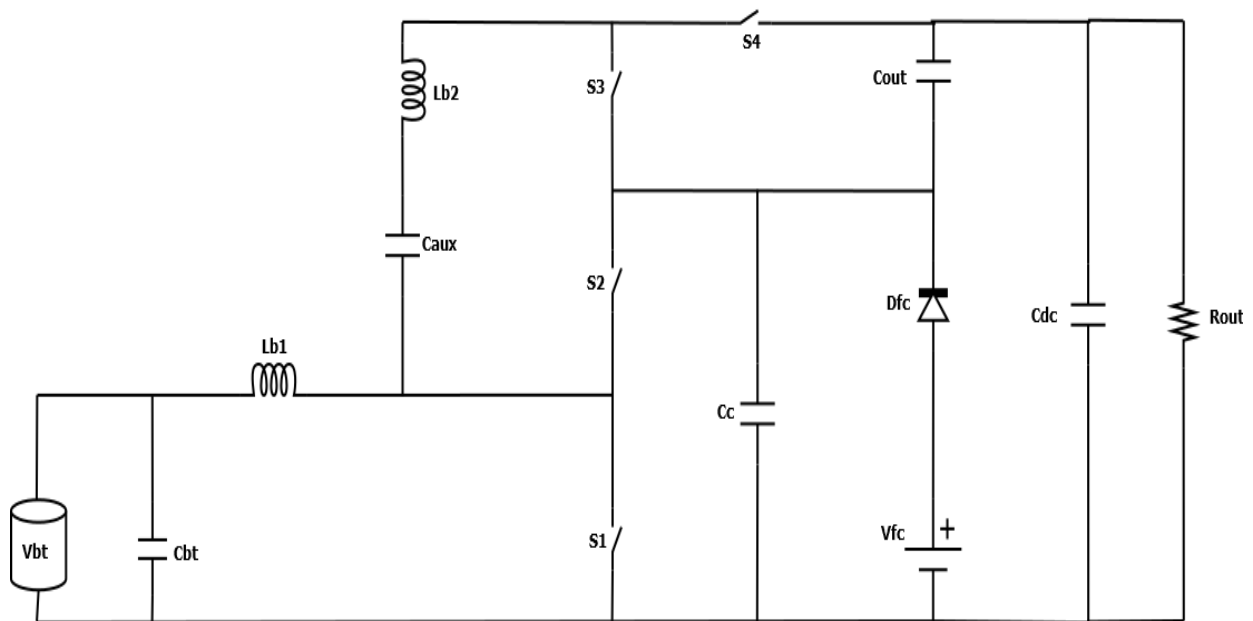 S4
Lb2
S3
Cout
Caux
S2
Dfc
Cdc
Rout
Lb1
Cc
Vfc
+
Vbt
Cbt
S1